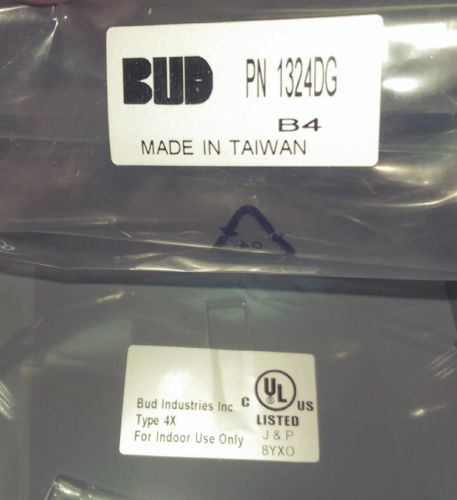 BUD PN 1324DG
B4
MADE IN TAIWAN
04
Bud Industries Inc.
Type 4X
For Indoor Use Only
C UL US
LISTED
J & P
8YXO